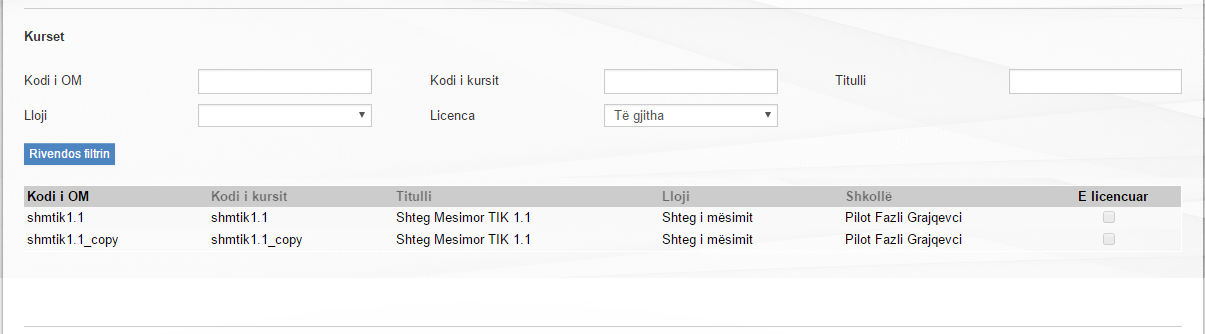 Kurset
Kodi i OM Kodi i kursit Titulli
Lloji Licenca Të gjitha
Rivendos filtrin
Kodi i OM Kodi i kursit Titulli Lloji Shkollë E licencuar
shmtik1.1 shmtik1.1 Shteg Mesimor TIK 1.1 Shteg i mësimit Pilot Fazli Grajqevci
shmtik1.1_copy shmtik1.1_copy Shteg Mesimor TIK 1.1 Shteg i mësimit Pilot Fazli Grajqevci